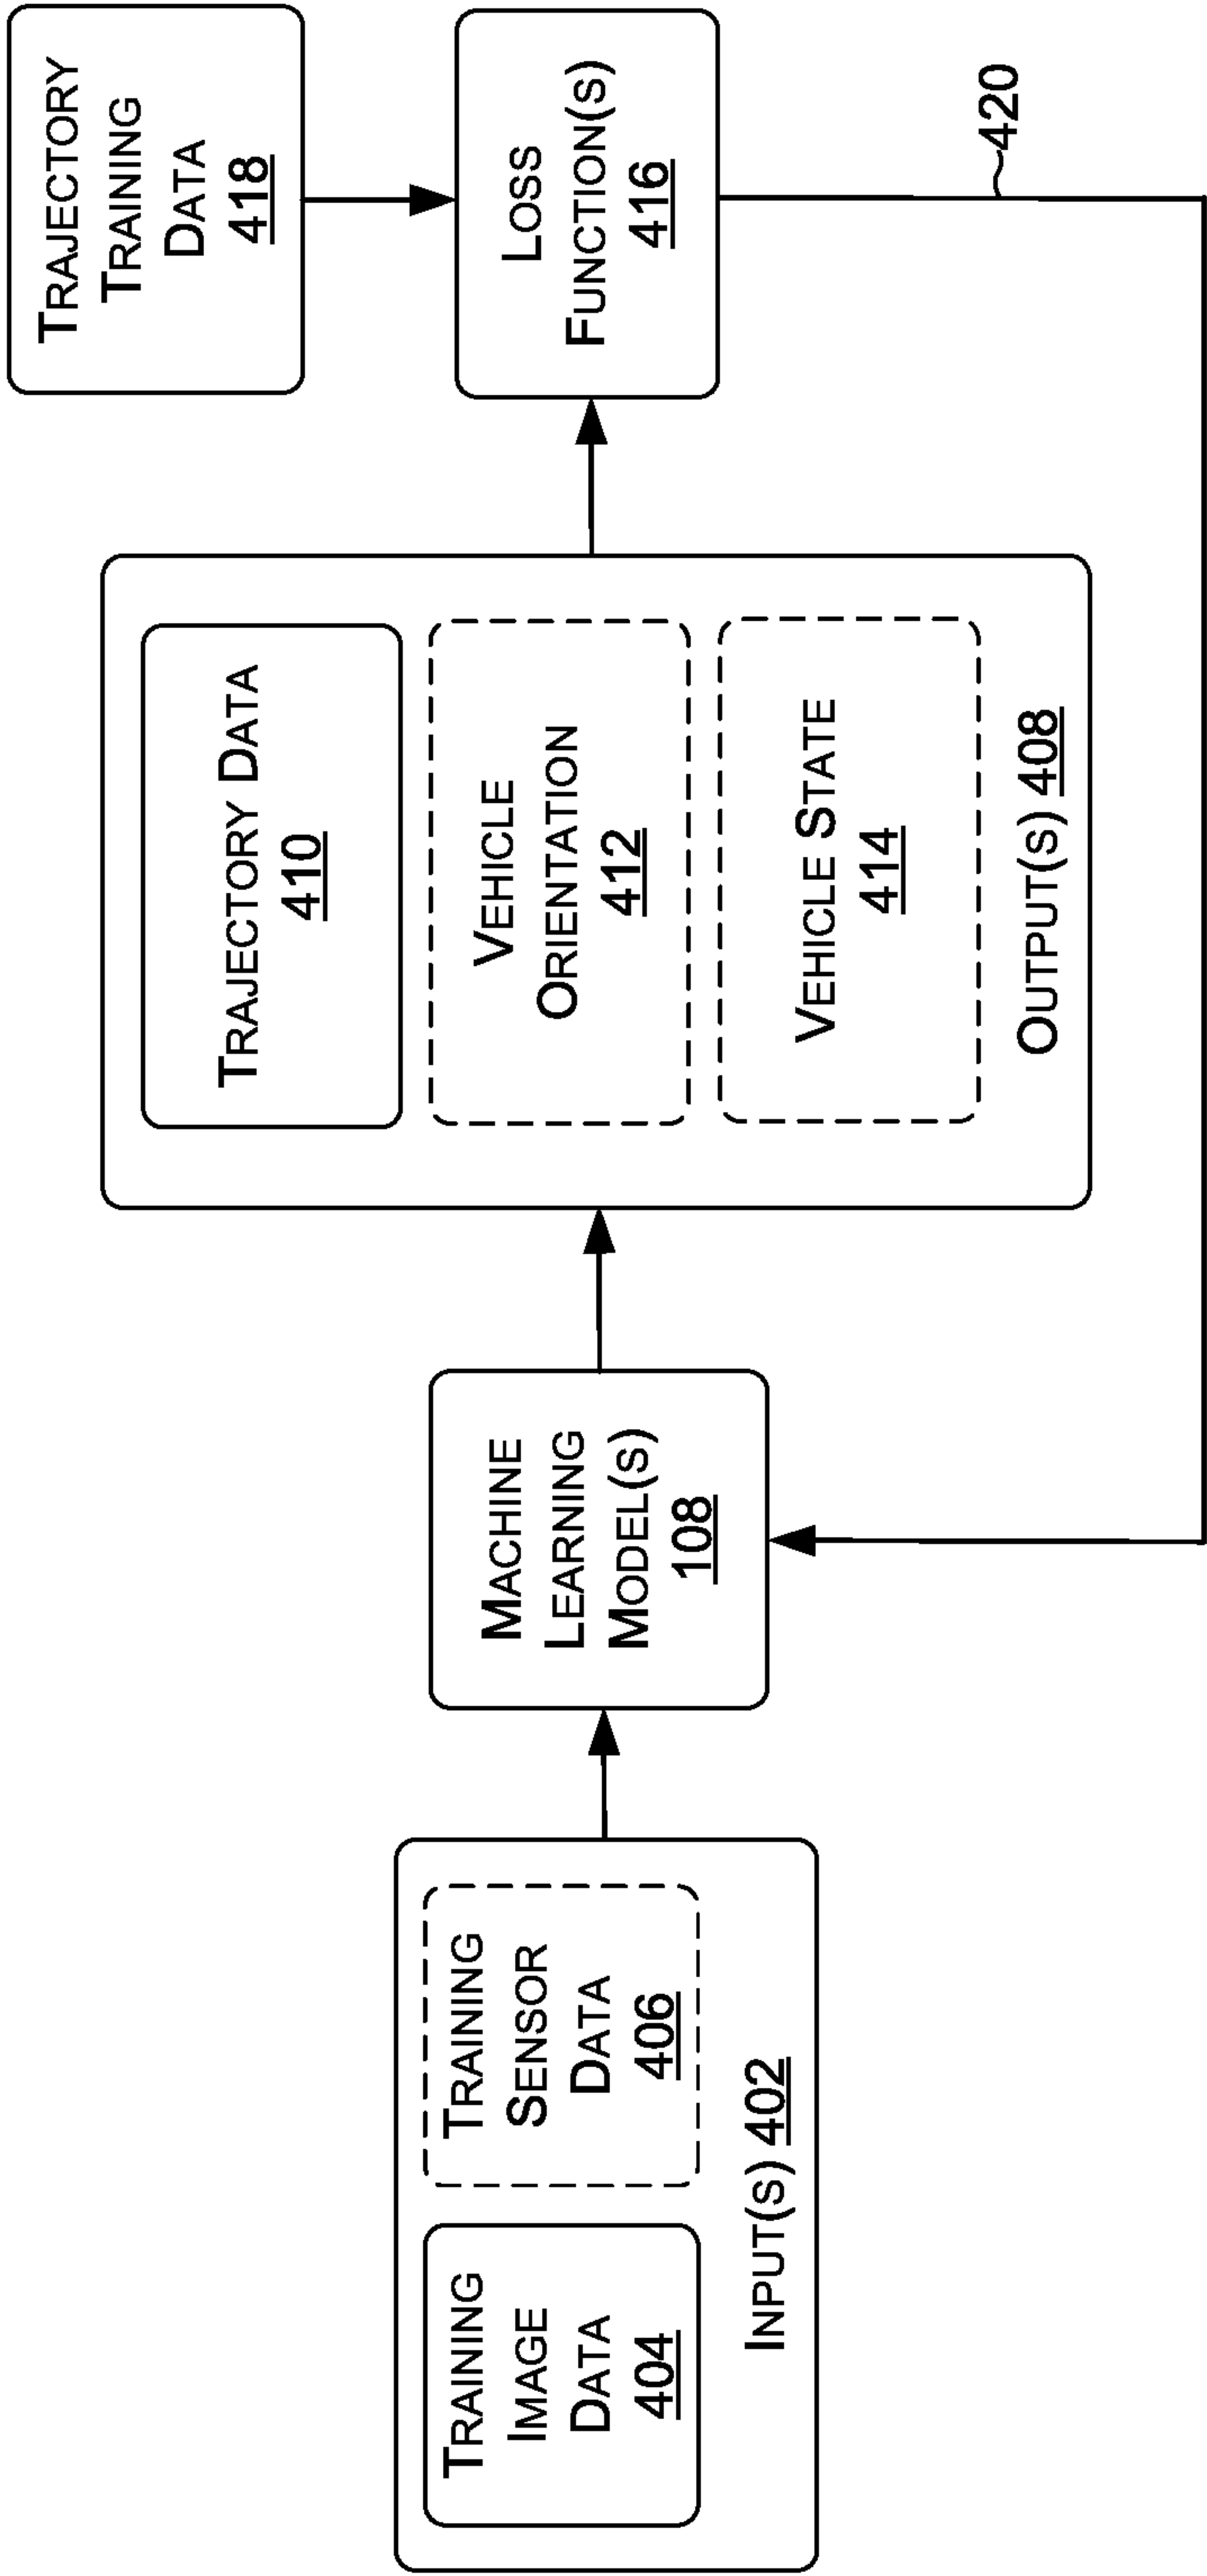 TRAINING
IMAGE
DATA
404
TRAINING
SENSOR
DATA
406
INPUT(S) 402
MACHINE
LEARNING
MODEL(S)
108
TRAJECTORY DATA
410
VEHICLE
ORIENTATION
412
VEHICLE STATE
414
OUTPUT(S) 408
TRAJECTORY
TRAINING
DATA
418
LOSS
FUNCTION(S)
416
420